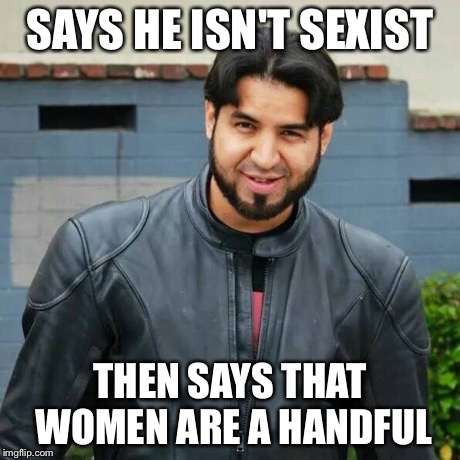 SAYS HE ISN'T SEXIST
THEN SAYS THAT
WOMEN ARE A HANDFUL
imgflip.com